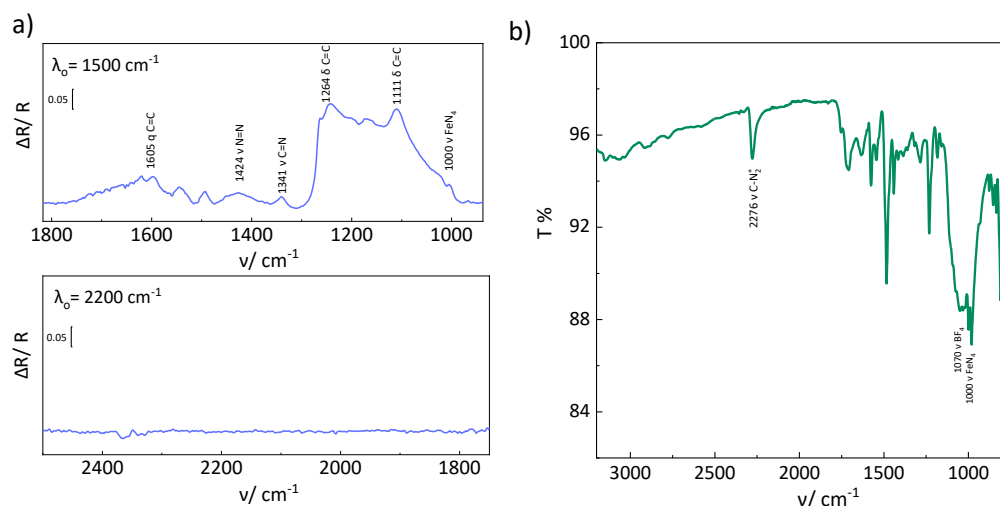 a)
λₒ= 1500 cm⁻¹
0.05
ΔR/ R
1605 q C=C
1424 ν N=N
1341 ν C=N
1264 δ C=C
1111 δ C=C
1000 ν FeN₄
1800 1600 1400 1200 1000
ν/ cm⁻¹
λₒ= 2200 cm⁻¹
0.05
ΔR/ R
2400 2200 2000 1800
ν/ cm⁻¹
b)
100
96
92
88
84
T %
2276 ν C-N₂⁺
1070 ν BF₄
1000 ν FeN₄
3000 2500 2000 1500 1000
ν/ cm⁻¹